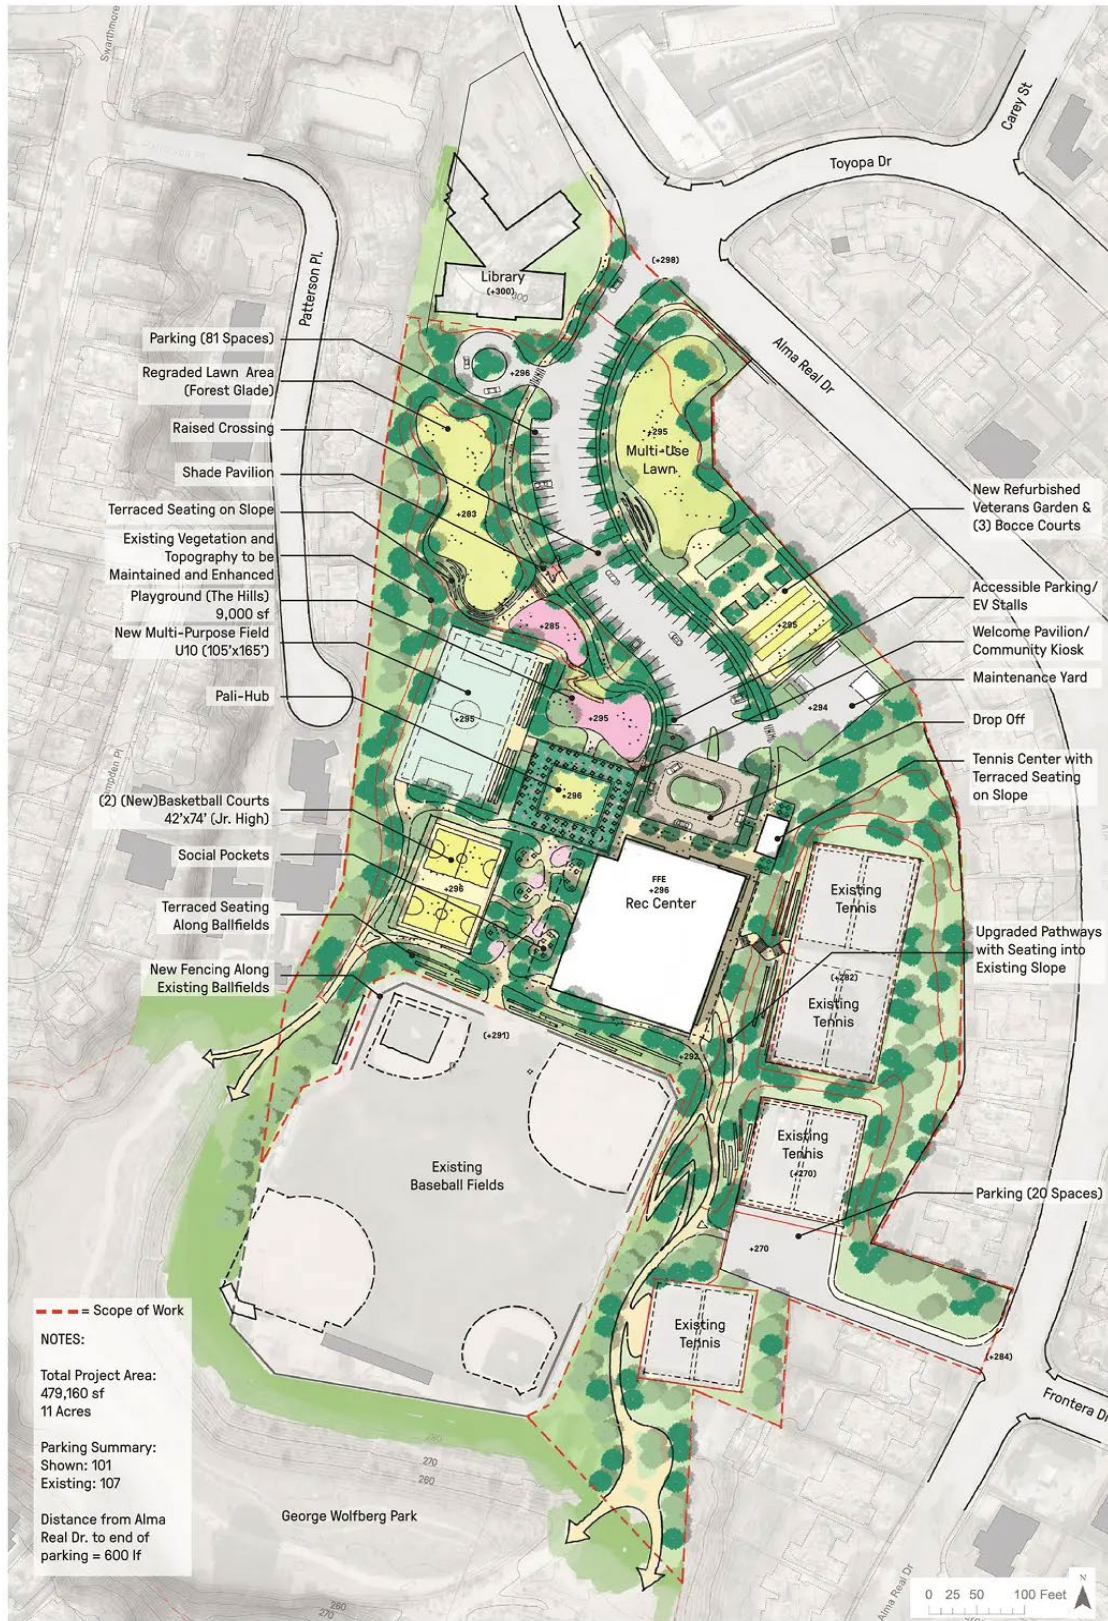 Swarthmore
Carey St
Toyopa Dr
Patterson Pl.
(+298)
Library
(+300)
300
Alma Real Dr
Parking (81 Spaces)
+296
Regraded Lawn Area
(Forest Glade)
Raised Crossing
+295
Multi-Use
Lawn
Shade Pavilion
Terraced Seating on Slope
+283
New Refurbished
Veterans Garden &
(3) Bocce Courts
Existing Vegetation and
Topography to be
Maintained and Enhanced
Accessible Parking/
EV Stalls
Playground (The Hills)
9,000 sf
+285
+295
New Multi-Purpose Field
U10 (105'x165')
Welcome Pavilion/
Community Kiosk
Maintenance Yard
Pali-Hub
+294
+295
+295
Drop Off
Tennis Center with
Terraced Seating
on Slope
+296
(2) (New)Basketball Courts
42'x74' (Jr. High)
Social Pockets
+296
FFE
+296
Rec Center
Existing
Tennis
Terraced Seating
Along Ballfields
Upgraded Pathways
with Seating into
Existing Slope
New Fencing Along
Existing Ballfields
(+282)
Existing
Tennis
(+291)
+292
Existing
Tennis
(+270)
Existing
Baseball Fields
Parking (20 Spaces)
+270
= Scope of Work
Existing
Tennis
NOTES:
(+284)
Total Project Area:
479,160 sf
11 Acres
Frontera Dr
Parking Summary:
Shown: 101
Existing: 107
270
260
George Wolfberg Park
Distance from Alma
Real Dr. to end of
parking = 600 lf
Alma Real Dr
N
0 25 50 100 Feet
260
270